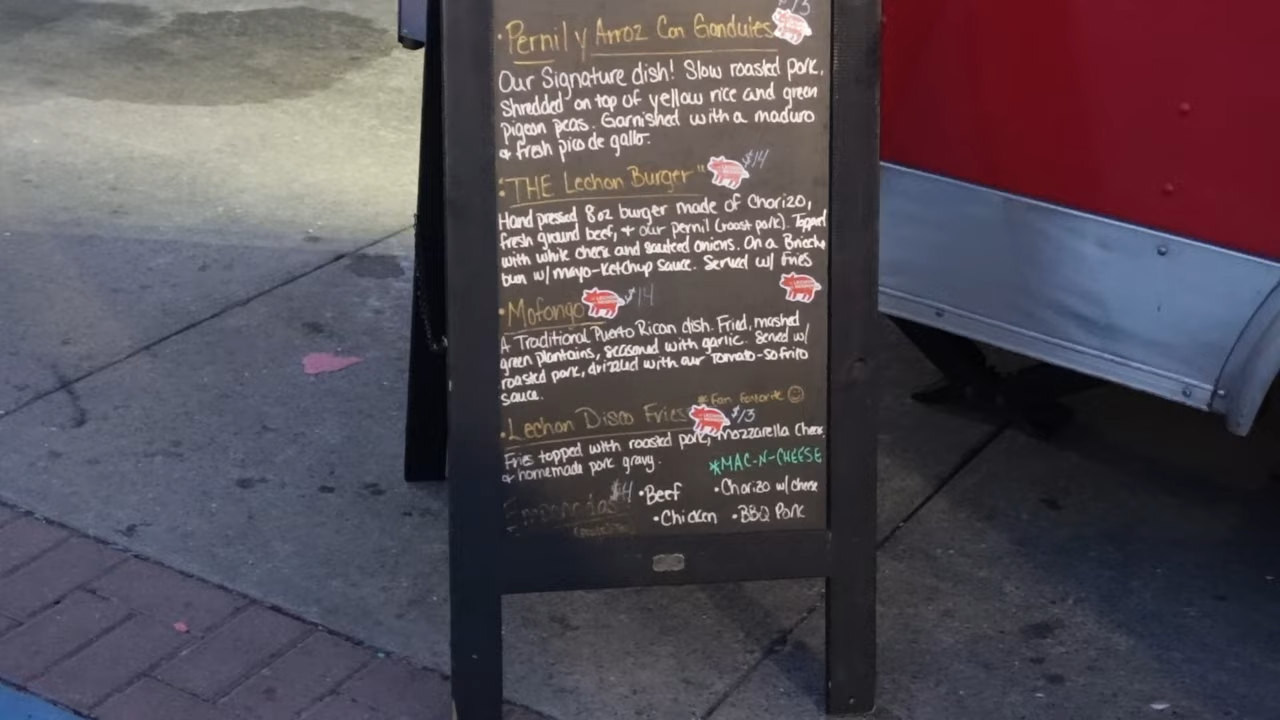 $13
• Pernil y Arroz Con Gandules
Our Signature dish! Slow roasted pork,
Shredded on top of yellow rice and green
pigeon peas. Garnished with a maduro
& fresh pico de gallo.
• "THE Lechon Burger" $14
Hand pressed 8oz burger made of Chorizo,
fresh ground beef, & our pernil (roast pork). Topped
with white cheese and sauteed onions. On a Brioche
bun w/ mayo-Ketchup sauce. Served w/ Fries
• Mofongo $14
A Traditional Puerto Rican dish. Fried, mashed
green plantains, seasoned with garlic. Served w/
roasted pork, drizzled with our Tomato-Sofrito
sauce.
* Fan Favorite ☺
• Lechon Disco Fries $13
Fries topped with roasted pork, mozzarella cheese
& homemade pork gravy.
*MAC-N-CHEESE
Empanadas $4 • Beef • Chorizo w/ cheese
• Chicken • BBQ Pork